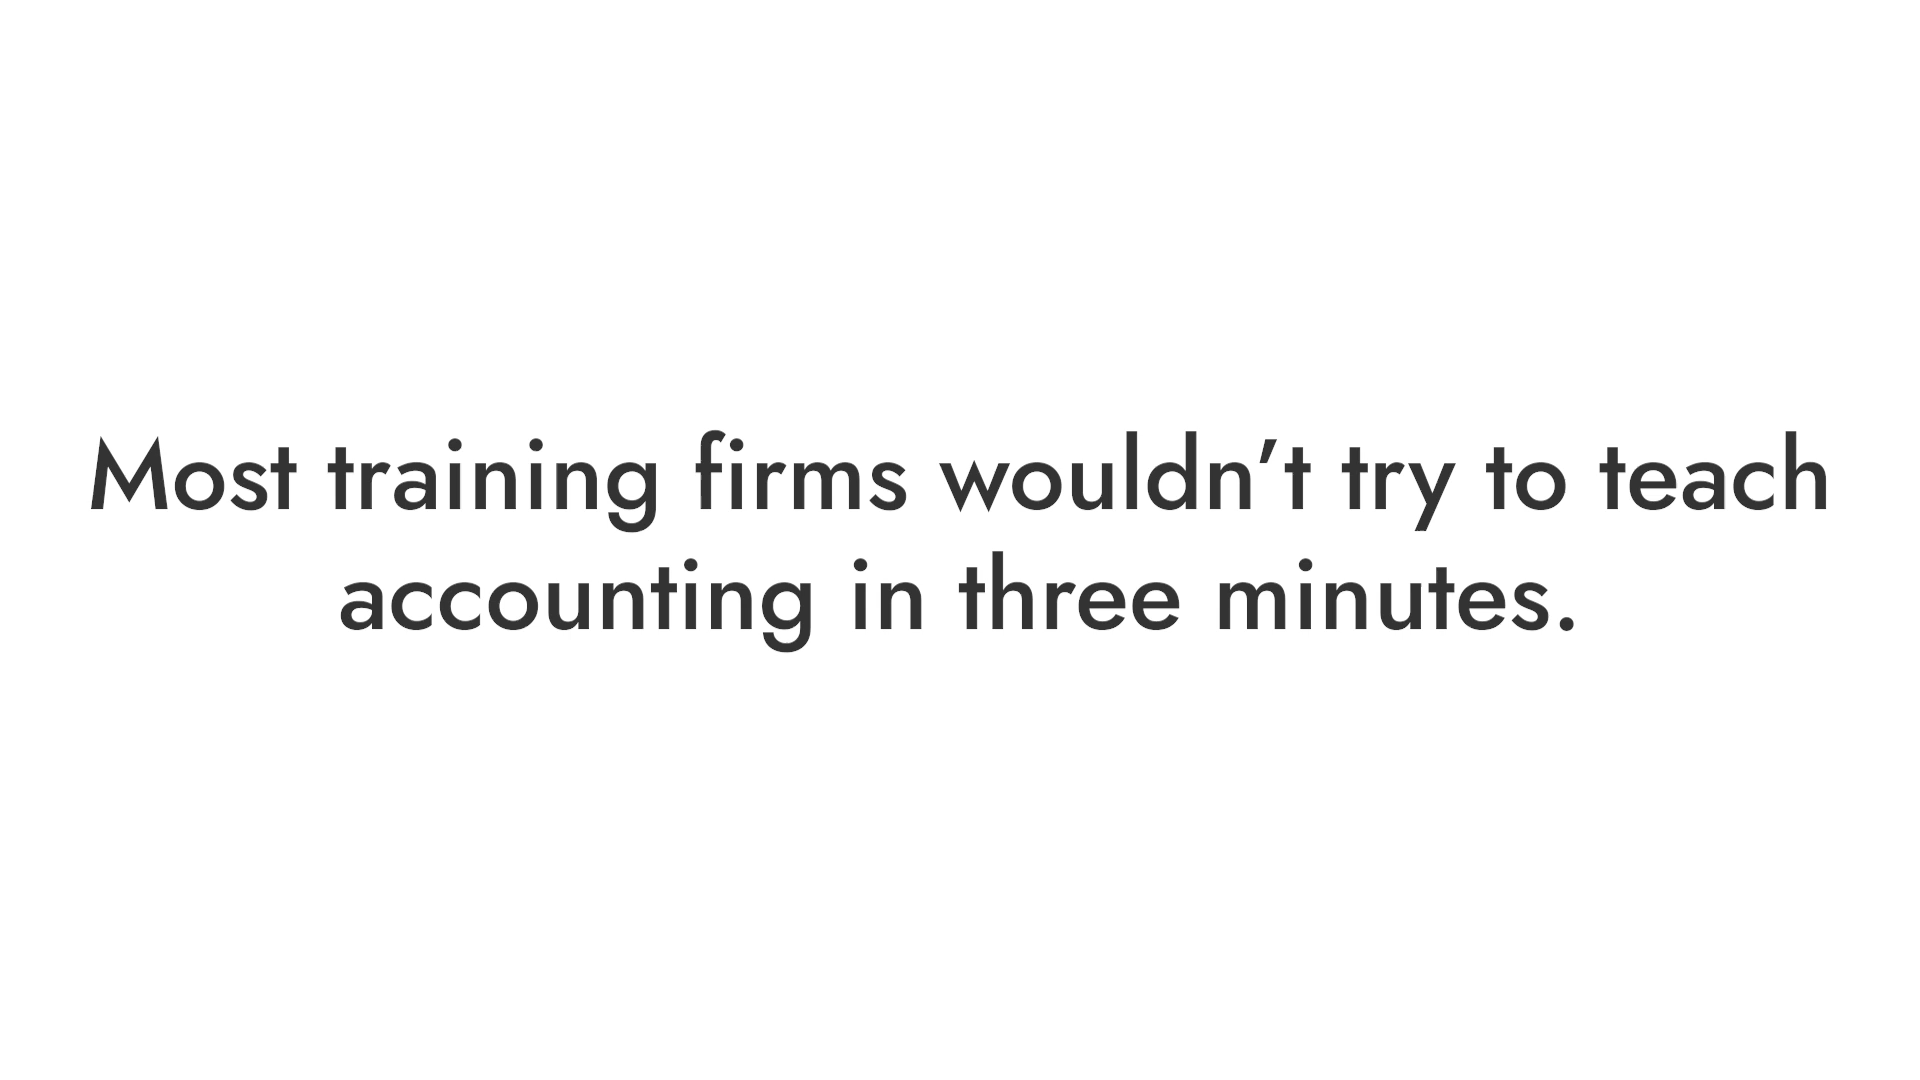 Most training firms wouldn’t try to teach
accounting in three minutes.